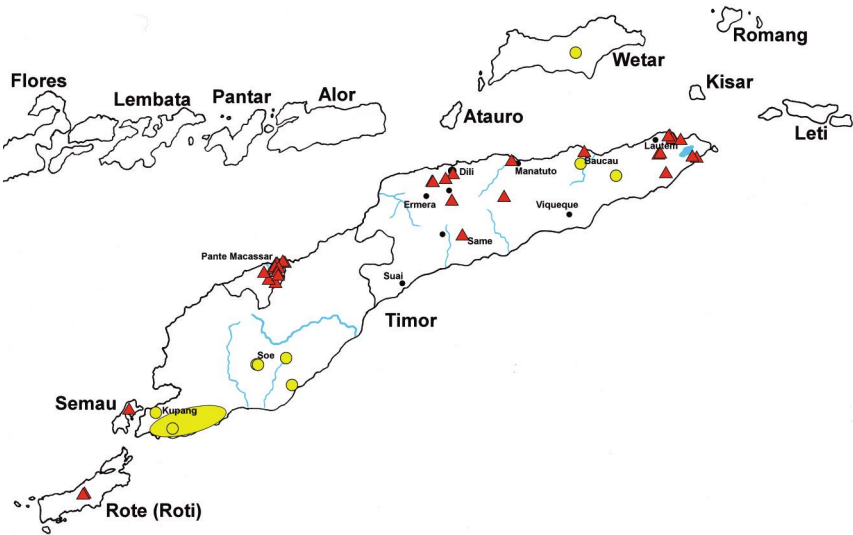 Romang
Wetar
Flores
Kisar
Lembata
Pantar
Alor
Atauro
Leti
Lautem
Baucau
Dili
Manatuto
Ermera
Viqueque
Same
Pante Macassar
Suai
Timor
Soe
Semau
Kupang
Rote (Roti)